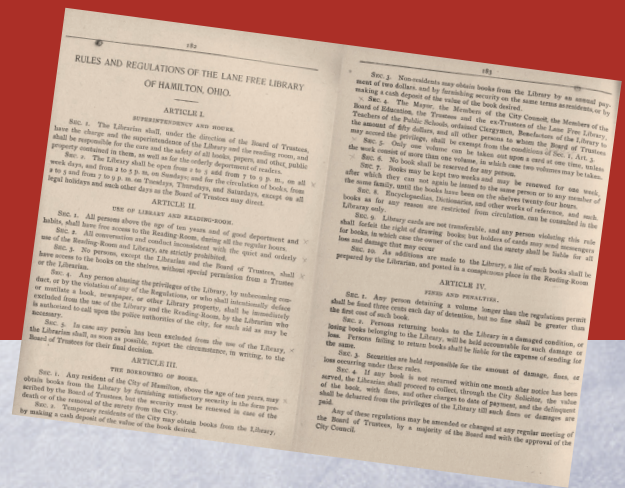 182
RULES AND REGULATIONS OF THE LANE FREE LIBRARY
OF HAMILTON, OHIO.
ARTICLE I.
SUPERINTENDENCY AND HOURS.
SEC. 1. The Librarian shall, under the direction of the Board of Trustees,
have the charge and the superintendence of the Library and reading room, and
shall be responsible for the care and the safety of all books, papers, and other, public
property contained in them, as well as for the orderly deportment of readers.
SEC. 2. The Library shall be open from 2 to 5 and from 7 to 9 p. m., on all
week days, and from 2 to 5 p. m. on Sundays; and for the circulation of books, from
2 to 5 and from 7 to 9 p. m. on Tuesdays, Thursdays, and Saturdays, except on all
legal holidays and such other days as the Board of Trustees may direct.
ARTICLE II.
USE OF LIBRARY AND READING-ROOM.
SEC. 1. All persons above the age of ten years and of good deportment and
habits, shall have free access to the Reading-Room, during all the regular hours.
SEC. 2. All conversation and conduct inconsistent with the quiet and orderly
use of the Reading-Room and Library, are strictly prohibited.
SEC. 3. No persons, except the Librarian and the Board of Trustees, shall
have access to the books on the shelves, without special permission from a Trustee
or the Librarian.
SEC. 4. Any person abusing the privileges of the Library, by unbecoming con-
duct, or by the violation of any of the Regulations, or who shall intentionally deface
or mutilate a book, newspaper, or other Library property, shall be immediately
excluded from the use of the Library and the Reading-Room, by the Librarian who
is authorized to call upon the police authorities of the city, for such aid as may be
necessary.
SEC. 5. In case any person has been excluded from the use of the Library,
the Librarian shall, as soon as possible, report the circumstance, in writing, to the
Board of Trustees for their final decision.
ARTICLE III.
THE BORROWING OF BOOKS.
SEC. 1. Any resident of the City of Hamilton, above the age of ten years, may
obtain books from the Library by furnishing satisfactory security in the form pre-
scribed by the Board of Trustees, but the security must be renewed in case of the
death or of the removal of the surety from the City.
SEC. 2. Temporary residents of the City may obtain books from the Library,
by making a cash deposit of the value of the book desired.
183
SEC. 3. Non-residents may obtain books from the Library by an annual pay-
ment of two dollars, and by furnishing security on the same terms as residents, or by
making a cash deposit of the value of the book desired.
SEC. 4. The Mayor, the Members of the City Council, the Members of the
Board of Education, the Trustees and the ex-Trustees of the Lane Free Library,
Teachers of the Public Schools, ordained Clergymen, Benefactors of the Library to
the amount of fifty dollars, and all other persons to whom the Board of Trustees
may accord the privilege, shall be exempt from the conditions of Sec. 1, Art. 3.
SEC. 5. Only one volume can be taken out upon a card at one time, unless
the work consist of more than one volume, in which case two volumes may be taken.
SEC. 6. No book shall be reserved for any person.
SEC. 7. Books may be kept two weeks and may be renewed for one week,
after which they can not again be issued to the same person or to any member of
the same family, until the books have been on the shelves twenty-four hours.
SEC. 8. Encyclopaedias, Dictionaries, and other works of reference, and such
books as for any reason are restricted from circulation, can be consulted in the
Library only.
SEC. 9. Library cards are not transferable, and any person violating this rule
shall forfeit the right of drawing books; but holders of cards may send messengers
for books, in which case the owner of the card and the surety shall be liable for all
loss and damage that may occur
SEC. 10. As additions are made to the Library, a list of such books shall be
prepared by the Librarian, and posted in a conspicuous place in the Reading-Room
ARTICLE IV.
FINES AND PENALTIES.
SEC. 1. Any person detaining a volume longer than the regulations permit
shall be fined three cents each day of detention, but no fine shall be greater than
the first cost of such book.
SEC. 2. Persons returning books to the Library in a damaged condition, or
losing books belonging to the Library, will be held accountable for such damage or
loss. Persons failing to return books shall be liable for the expense of sending for
the same.
SEC. 3. Securities are held responsible for the amount of damage, fines, or
loss occurring under these rules.
SEC. 4. If any book is not returned within one month after notice has been
served, the Librarian shall proceed to collect, through the City Solicitor, the value
of the book, with fines, and other charges to date of payment, and the delinquent
shall be debarred from the privileges of the Library till such fines or damages are
paid.
Any of these regulations may be amended or changed at any regular meeting of
the Board of Trustees, by a majority of the Board and with the approval of the
City Council.